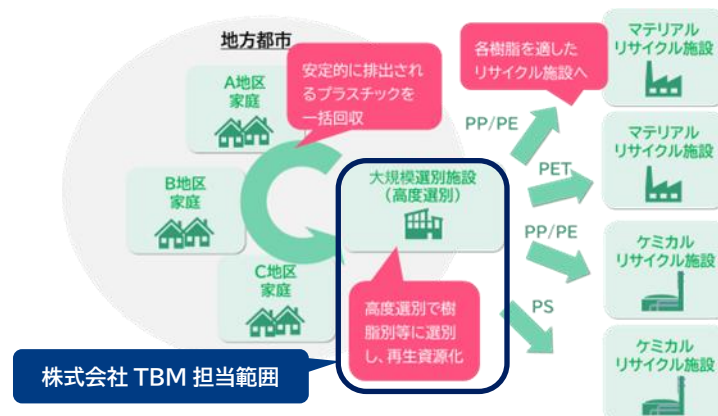 地方都市
A地区
家庭
安定的に排出され
るプラスチックを
一括回収
B地区
家庭
C地区
家庭
大規模選別施設
（高度選別）
高度選別で樹
脂別等に選別
し、再生資源化
株式会社 TBM 担当範囲
各樹脂を適した
リサイクル施設へ
PP/PE
PET
PP/PE
PS
マテリアル
リサイクル施設
マテリアル
リサイクル施設
ケミカル
リサイクル施設
ケミカル
リサイクル施設